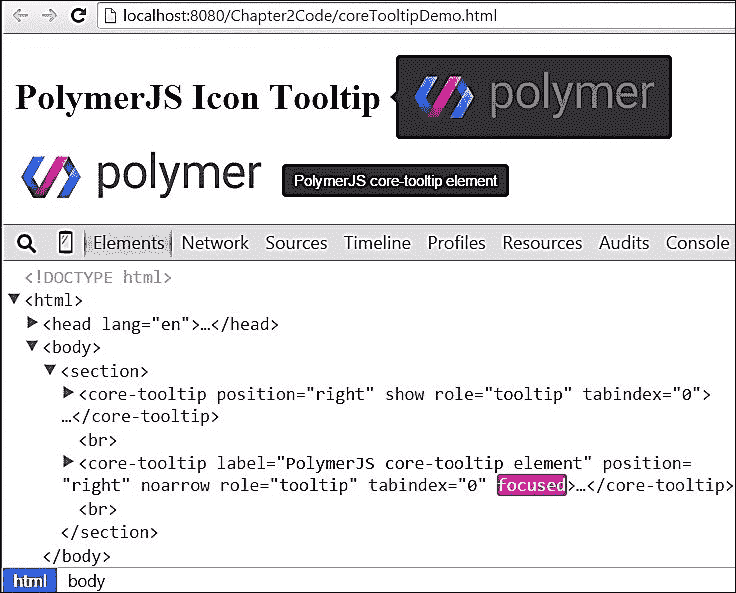 localhost:8080/Chapter2Code/coreTooltipDemo.html
PolymerJS Icon Tooltip
polymer
polymer
PolymerJS core-tooltip element
Elements Network Sources Timeline Profiles Resources Audits Console
<!DOCTYPE html>
<html>
<head lang="en">…</head>
<body>
<section>
<core-tooltip position="right" show role="tooltip" tabindex="0">
…</core-tooltip>
<br>
<core-tooltip label="PolymerJS core-tooltip element" position=
"right" noarrow role="tooltip" tabindex="0" focused>…</core-tooltip>
<br>
</section>
</body>
html body